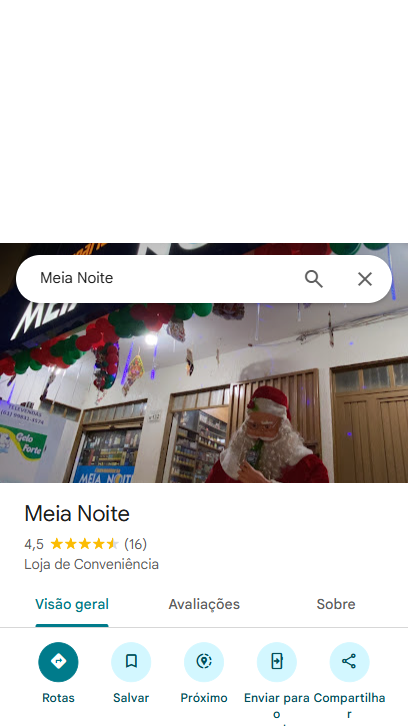 Meia Noite
MEIA
TELEVENDAS
Gelo
Forte
MEIA NOITE
Meia Noite
4,5 (16)
Loja de Conveniência
Visão geral Avaliações Sobre
Rotas Salvar Próximo Enviar para o Compartilhar